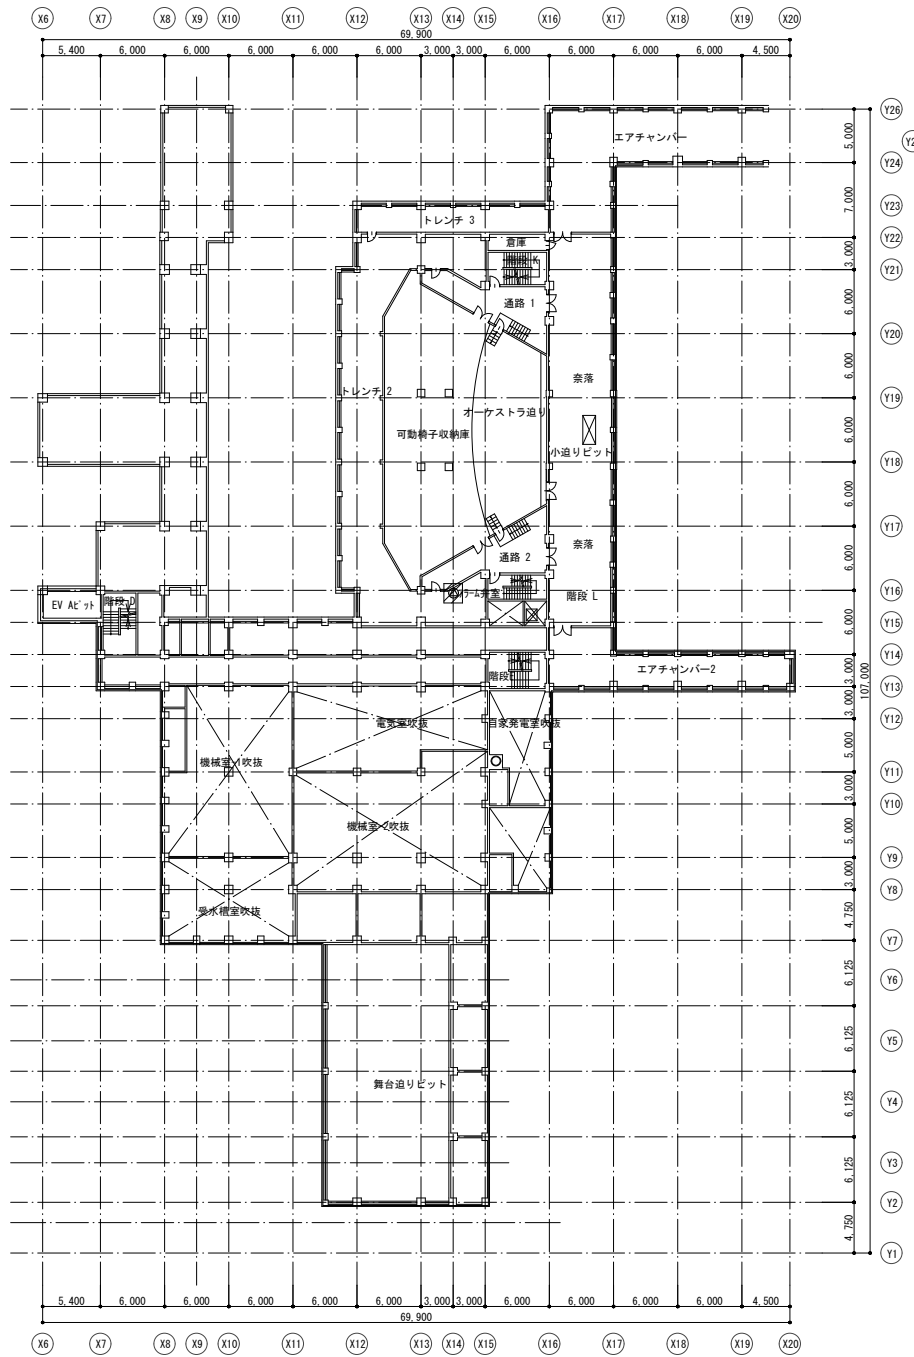 X6 X7 X8 X9 X10 X11 X12 X13 X14 X15 X16 X17 X18 X19 X20
69,900
5,400 6,000 6,000 6,000 6,000 6,000 3,000 3,000 6,000 6,000 6,000 6,000 4,500
Y26
エアチャンバー
5,000
Y24
7,000
Y23
トレンチ 3
Y22
倉庫
3,000
階段 K
Y21
通路 1
6,000
Y20
奈落
6,000
トレンチ 2
Y19
オーケストラ迫り
可動椅子収納庫
6,000
小迫りピット
Y18
6,000
Y17
奈落
通路 2
6,000
Y16
EV Aピット
階段 D
階段 L
6,000
Y15
Y14
エアチャンバー2
3,000
107,000
Y13
3,000
Y12
電気室吹抜
自家発電室吹抜
5,000
機械室-1吹抜
Y11
3,000
Y10
機械室-2吹抜
5,000
Y9
3,000
Y8
受水槽室吹抜
4,750
Y7
6,125
Y6
6,125
Y5
舞台迫りピット
6,125
Y4
6,125
Y3
Y2
4,750
Y1
5,400 6,000 6,000 6,000 6,000 6,000 3,000 3,000 6,000 6,000 6,000 6,000 4,500
69,900
X6 X7 X8 X9 X10 X11 X12 X13 X14 X15 X16 X17 X18 X19 X20